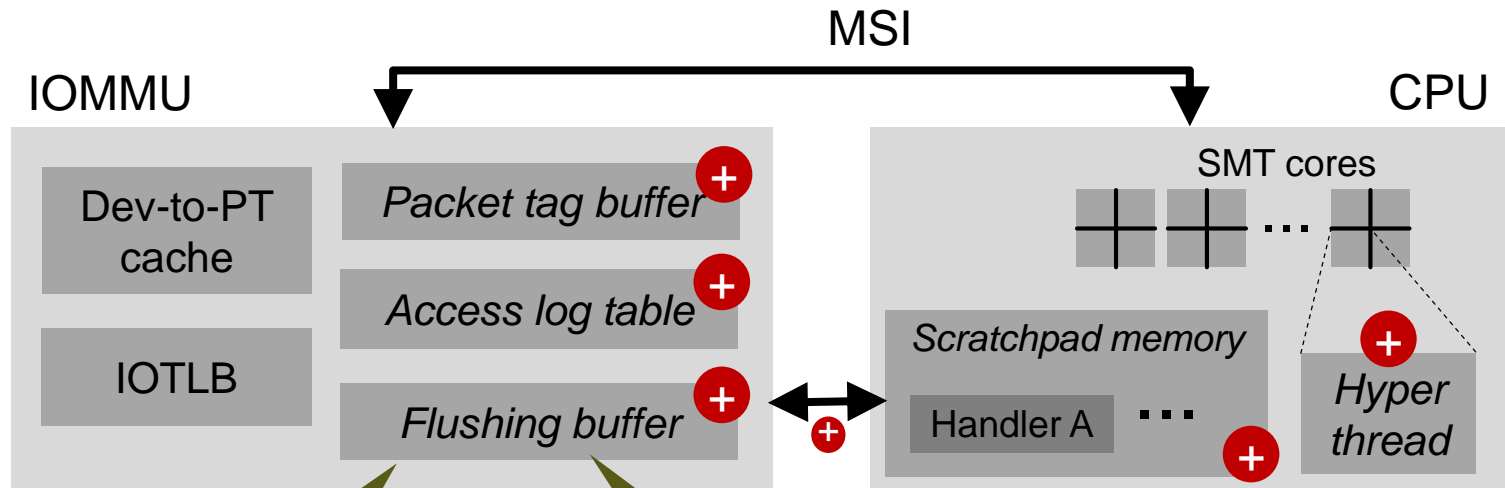 MSI
IOMMU
CPU
Dev-to-PT
cache
IOTLB
Packet tag buffer
+
Access log table
+
Flushing buffer
+
+
SMT cores
...
Scratchpad memory
Handler A
...
+
+
Hyper
thread